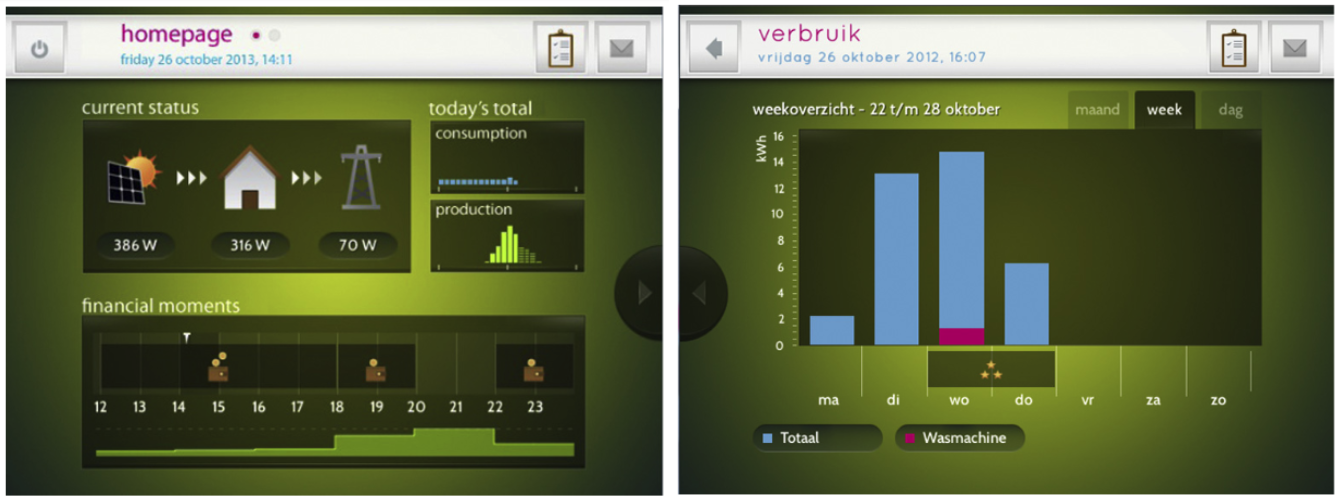 homepage
friday 26 october 2013, 14:11
current status
today's total
consumption
production
386 W
316 W
70 W
financial moments
12 13 14 15 16 17 18 19 20 21 22 23
verbruik
vrijdag 26 oktober 2012, 16:07
weekoverzicht - 22 t/m 28 oktober
maand week dag
kWh
16
14
12
10
8
6
4
2
0
ma di wo do vr za zo
Totaal
Wasmachine